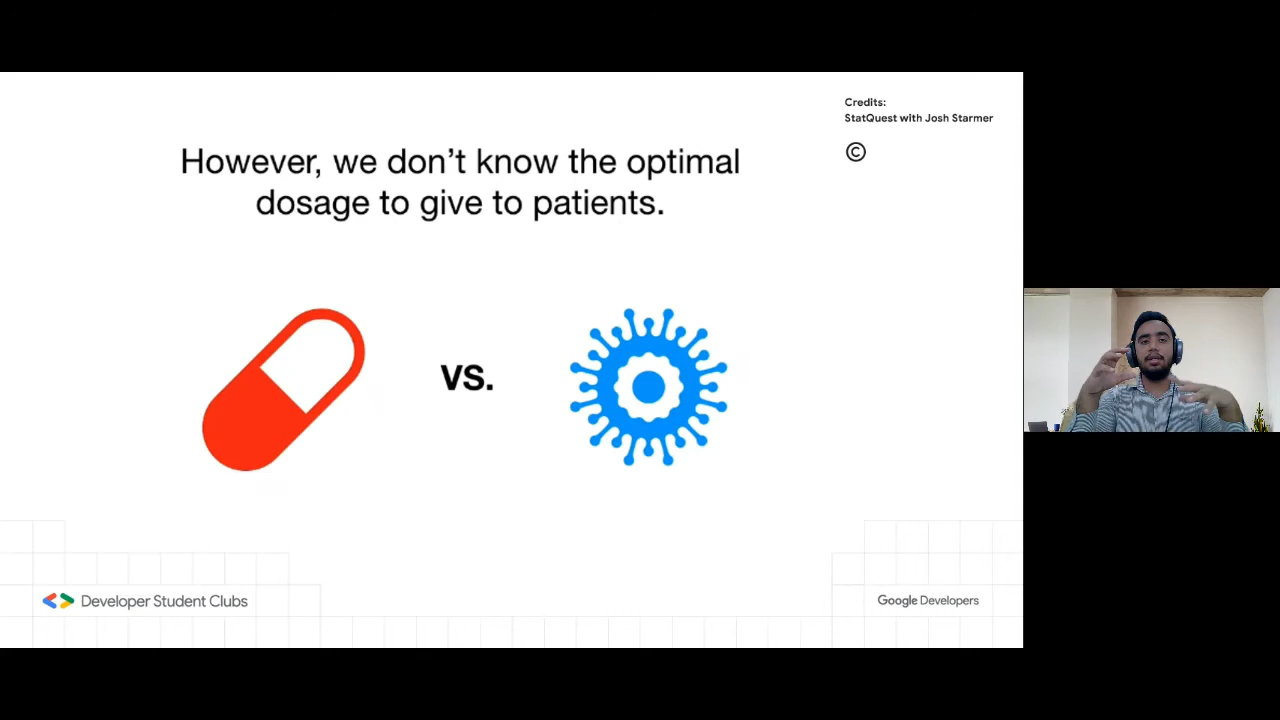 Credits:
StatQuest with Josh Starmer
©
However, we don’t know the optimal
dosage to give to patients.
vs.
Developer Student Clubs
Google Developers